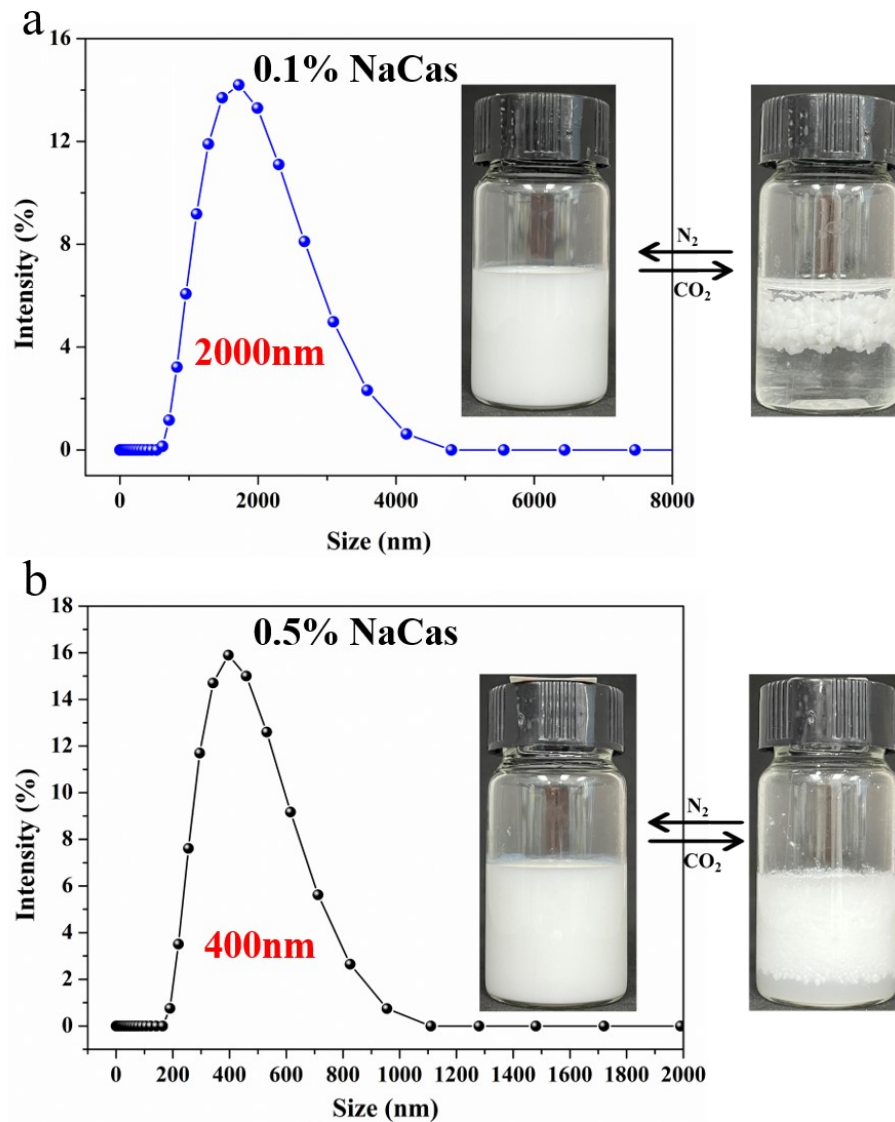 a
16
12
8
4
0
Intensity (%)
0.1% NaCas
2000nm
N₂
CO₂
0
2000
4000
6000
8000
Size (nm)
b
18
16
14
12
10
8
6
4
2
0
Intensity (%)
0.5% NaCas
400nm
N₂
CO₂
0
200
400
600
800
1000
1200
1400
1600
1800
2000
Size (nm)